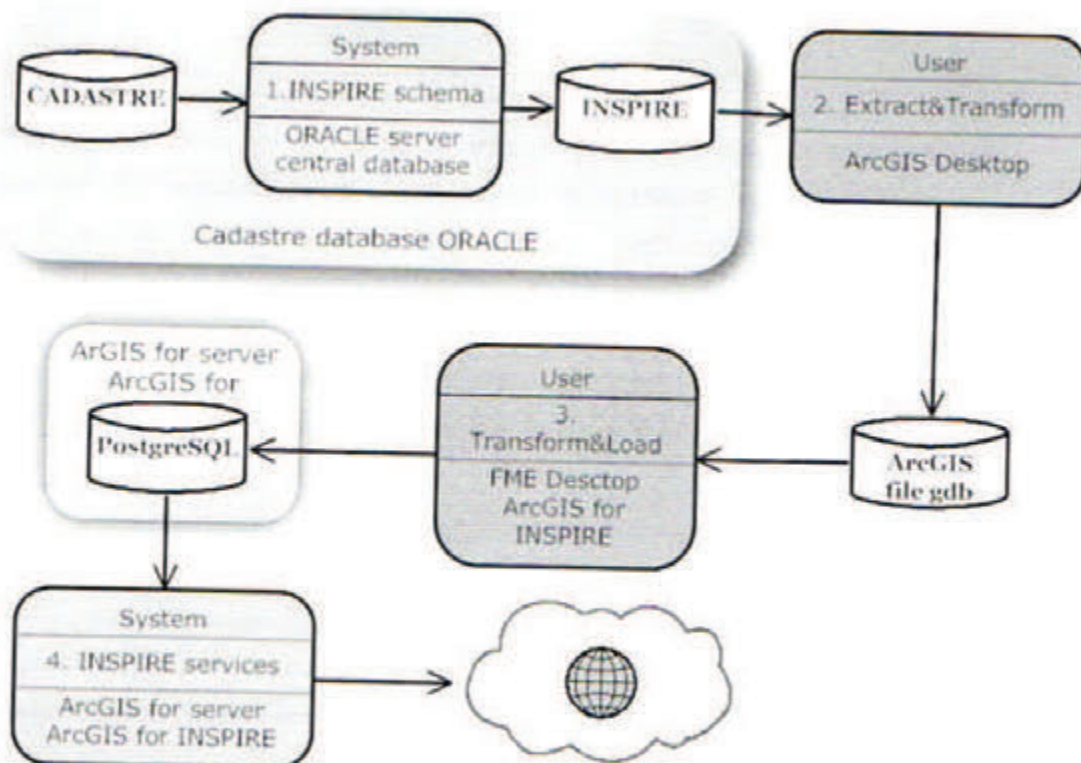 CADASTRE
System
1.INSPIRE schema
ORACLE server
central database
INSPIRE
Cadastre database ORACLE
User
2. Extract&Transform
ArcGIS Desktop
ArcGIS
file gdb
User
3.
Transform&Load
FME Desctop
ArcGIS for
INSPIRE
ArGIS for server
ArcGIS for
PostgreSQL
System
4. INSPIRE services
ArcGIS for server
ArcGIS for INSPIRE